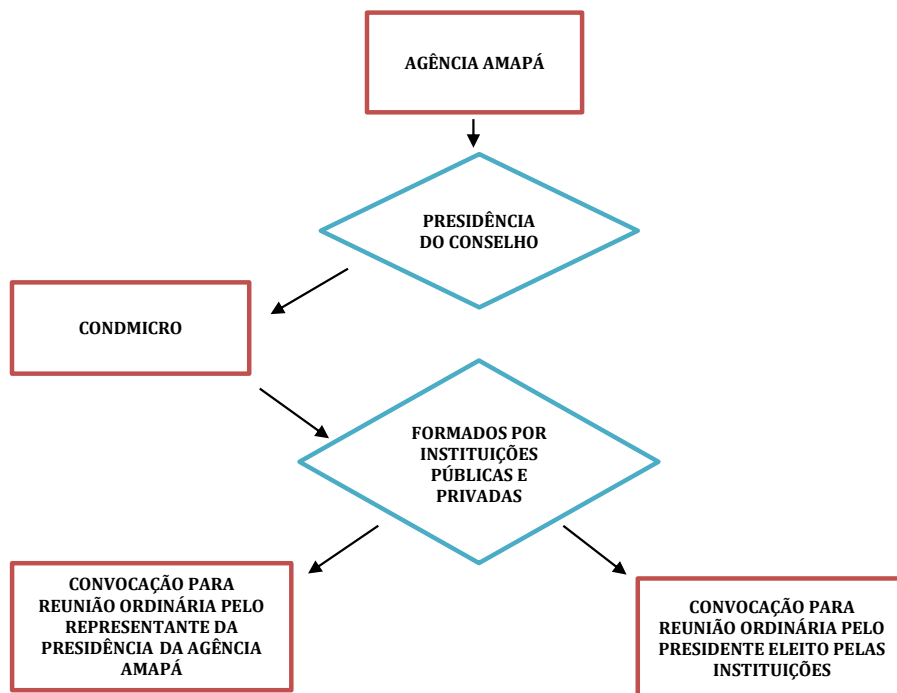 AGÊNCIA AMAPÁ
PRESIDÊNCIA
DO CONSELHO
CONDMICRO
FORMADOS POR
INSTITUIÇÕES
PÚBLICAS E
PRIVADAS
CONVOCAÇÃO PARA
REUNIÃO ORDINÁRIA PELO
REPRESENTANTE DA
PRESIDÊNCIA DA AGÊNCIA
AMAPÁ
CONVOCAÇÃO PARA
REUNIÃO ORDINÁRIA PELO
PRESIDENTE ELEITO PELAS
INSTITUIÇÕES